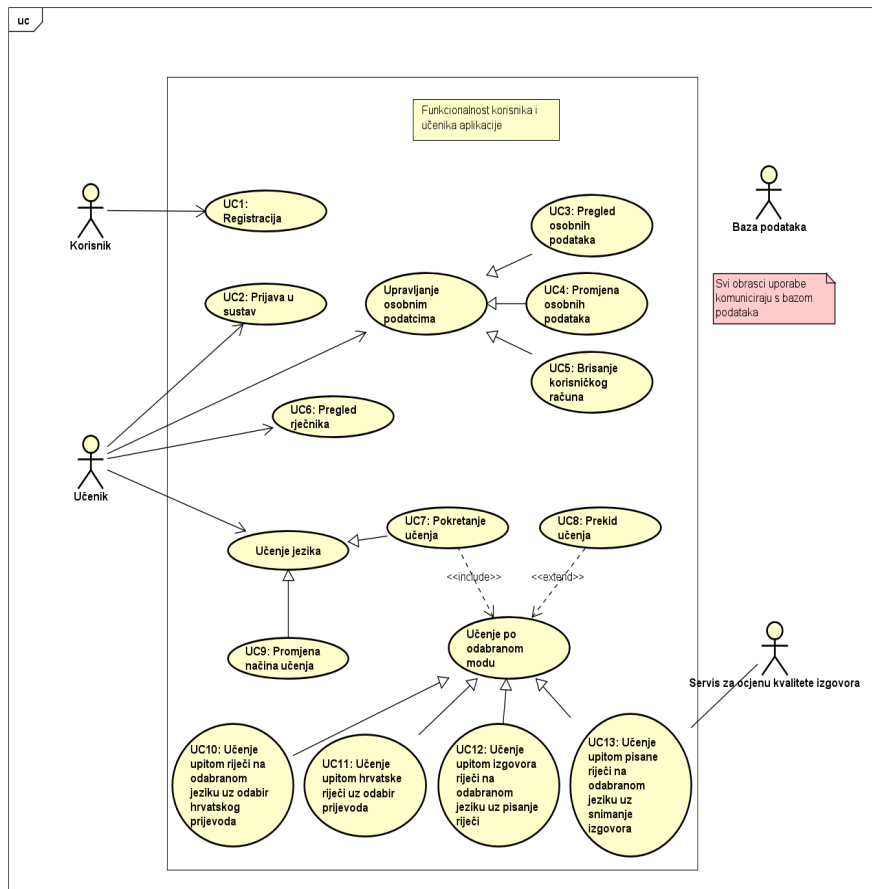 uc
Funkcionalnost korisnika i
učenika aplikacije
Korisnik
UC1:
Registracija
UC3: Pregled
osobnih
podataka
Baza podataka
UC2: Prijava u
sustav
Upravljanje
osobnim
podatcima
UC4: Promjena
osobnih
podataka
Svi obrasci uporabe
komuniciraju s bazom
podataka
UC5: Brisanje
korisničkog
računa
UC6: Pregled
rječnika
Učenik
UC7: Pokretanje
učenja
UC8: Prekid
učenja
Učenje jezika
<<include>>
<<extend>>
UC9: Promjena
načina učenja
Učenje po
odabranom
modu
Servis za ocjenu kvalitete izgovora
UC10: Učenje
upitom riječi na
odabranom
jeziku uz odabir
hrvatskog
prijevoda
UC11: Učenje
upitom hrvatske
riječi uz odabir
prijevoda
UC12: Učenje
upitom izgovora
riječi na
odabranom
jeziku uz pisanje
riječi
UC13: Učenje
upitom pisane
riječi na
odabranom
jeziku uz
snimanje
izgovora